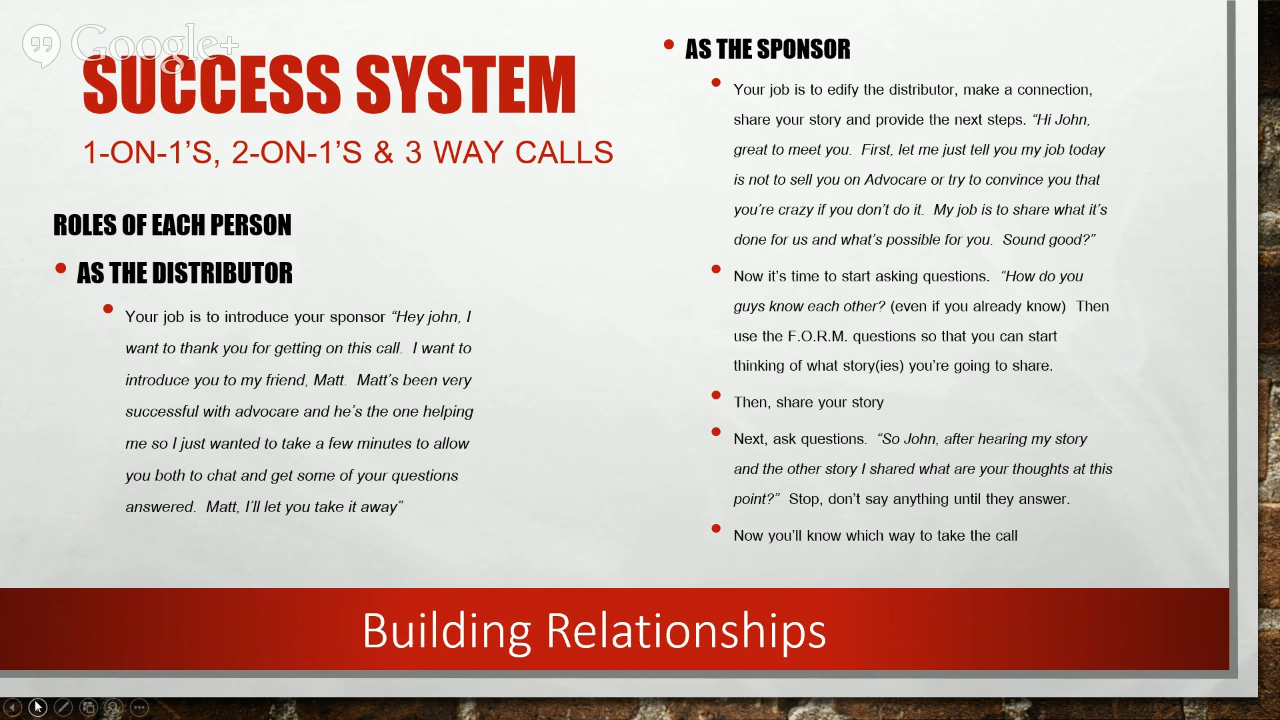 Google+
SUCCESS SYSTEM
1-ON-1'S, 2-ON-1'S & 3 WAY CALLS
ROLES OF EACH PERSON
• AS THE DISTRIBUTOR
• Your job is to introduce your sponsor “Hey john, I
want to thank you for getting on this call. I want to
introduce you to my friend, Matt. Matt’s been very
successful with advocare and he’s the one helping
me so I just wanted to take a few minutes to allow
you both to chat and get some of your questions
answered. Matt, I’ll let you take it away”
• AS THE SPONSOR
• Your job is to edify the distributor, make a connection,
share your story and provide the next steps. “Hi John,
great to meet you. First, let me just tell you my job today
is not to sell you on Advocare or try to convince you that
you’re crazy if you don’t do it. My job is to share what it’s
done for us and what’s possible for you. Sound good?”
• Now it’s time to start asking questions. “How do you
guys know each other? (even if you already know) Then
use the F.O.R.M. questions so that you can start
thinking of what story(ies) you’re going to share.
• Then, share your story
• Next, ask questions. “So John, after hearing my story
and the other story I shared what are your thoughts at this
point?” Stop, don’t say anything until they answer.
• Now you’ll know which way to take the call
Building Relationships